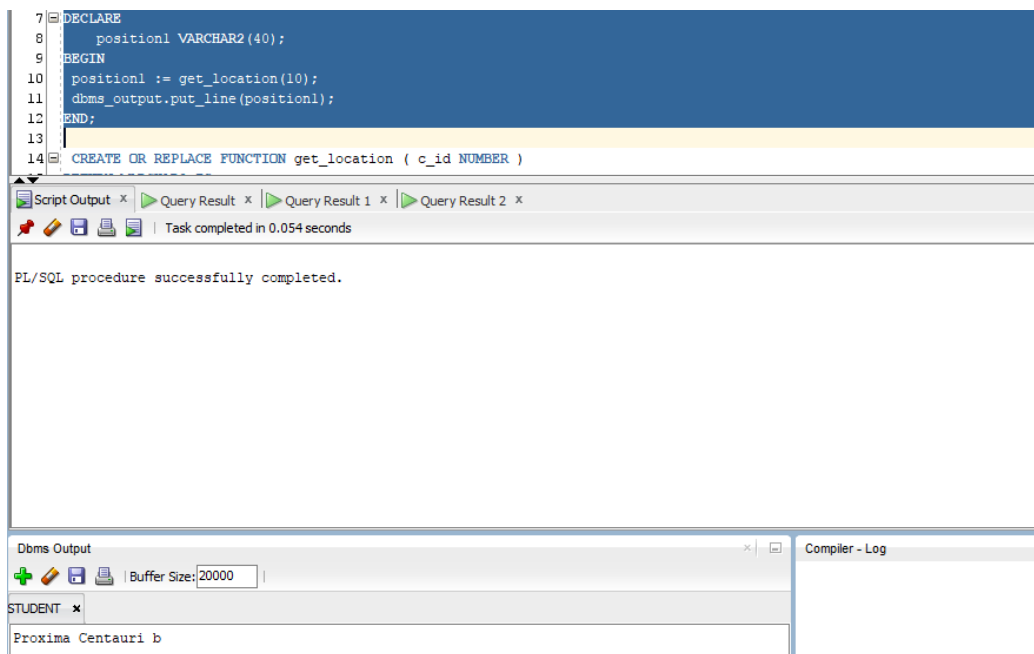 7 DECLARE
8 position1 VARCHAR2(40);
9 BEGIN
10 position1 := get_location(10);
11 dbms_output.put_line(position1);
12 END;
13
14 CREATE OR REPLACE FUNCTION get_location ( c_id NUMBER )
Script Output x Query Result x Query Result 1 x Query Result 2 x
Task completed in 0.054 seconds
PL/SQL procedure successfully completed.
Dbms Output
Compiler - Log
Buffer Size: 20000
STUDENT x
Proxima Centauri b